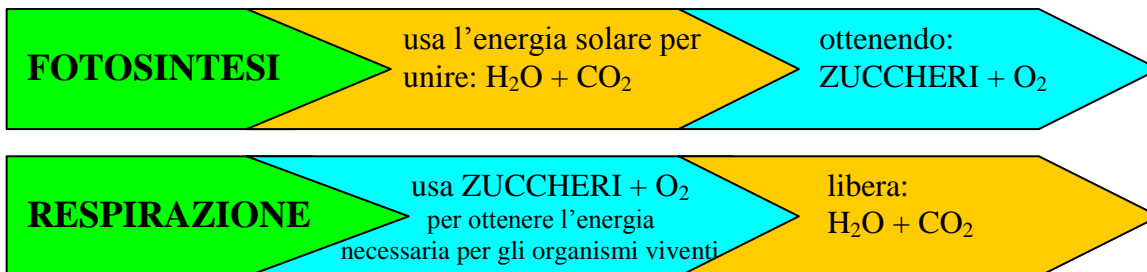 FOTOSINTESI
usa l’energia solare per
unire: H₂O + CO₂
ottenendo:
ZUCCHERI + O₂
RESPIRAZIONE
usa ZUCCHERI + O₂
per ottenere l’energia
necessaria per gli organismi viventi
libera:
H₂O + CO₂